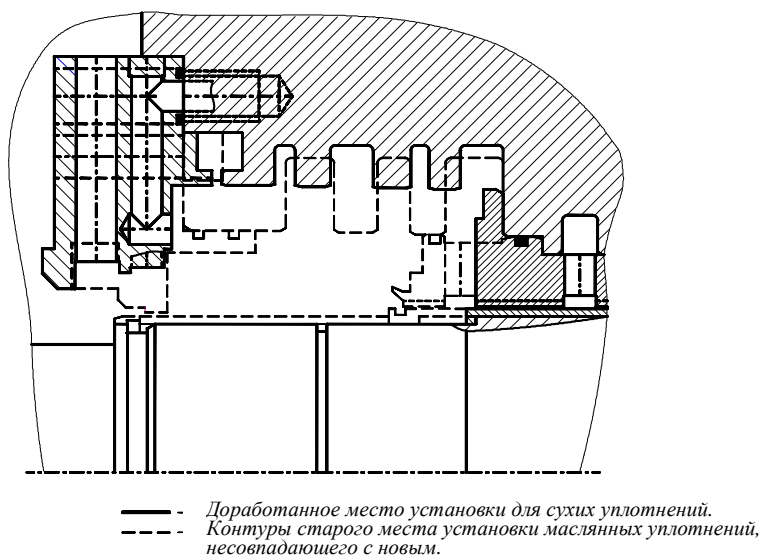 - Доработанное место установки для сухих уплотнений.
- Контуры старого места установки маслянных уплотнений,
несовпадающего с новым.